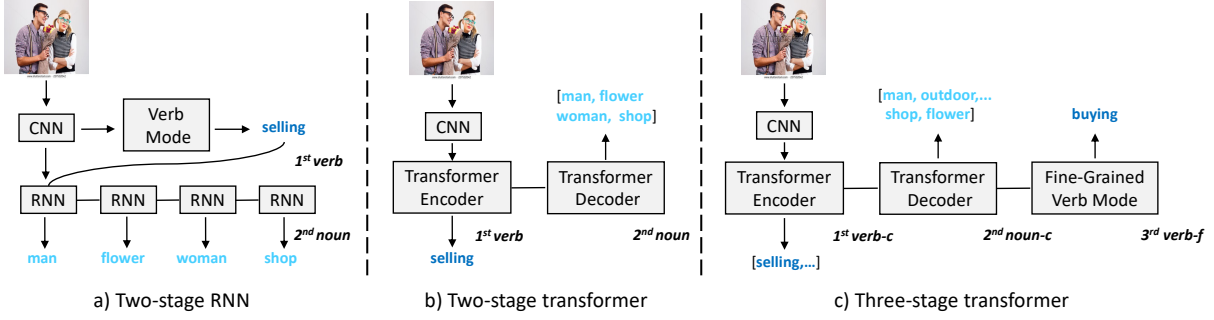 CNN
Verb
Mode
selling
1st verb
RNN
RNN
RNN
RNN
2nd noun
man
flower
woman
shop
a) Two-stage RNN
[man, flower
woman, shop]
CNN
Transformer
Encoder
Transformer
Decoder
1st verb
2nd noun
selling
b) Two-stage transformer
[man, outdoor,...
shop, flower]
buying
CNN
Transformer
Encoder
Transformer
Decoder
Fine-Grained
Verb Mode
1st verb-c
2nd noun-c
3rd verb-f
[selling,...]
c) Three-stage transformer